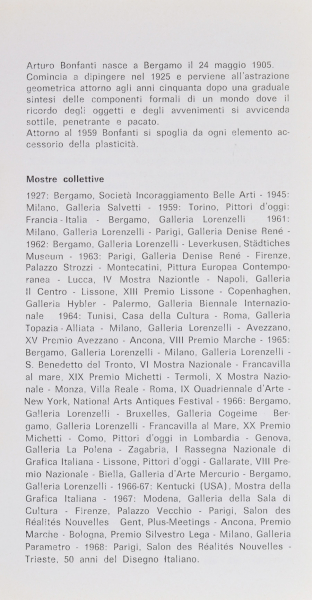 Arturo Bonfanti nasce a Bergamo il 24 maggio 1905.
Comincia a dipingere nel 1925 e perviene all'astrazione
geometrica attorno agli anni cinquanta dopo una graduale
sintesi delle componenti formali di un mondo dove il
ricordo degli oggetti e degli avvenimenti si avvicenda
sottile, penetrante e pacato.
Attorno al 1959 Bonfanti si spoglia da ogni elemento ac-
cessorio della plasticità.
Mostre collettive
1927: Bergamo, Società Incoraggiamento Belle Arti - 1945:
Milano, Galleria Salvetti - 1959: Torino, Pittori d'oggi:
Francia - Italia - Bergamo, Galleria Lorenzelli 1961:
Milano, Galleria Lorenzelli - Parigi, Galleria Denise René -
1962: Bergamo, Galleria Lorenzelli - Leverkusen, Städtiches
Museum - 1963: Parigi, Galleria Denise René - Firenze,
Palazzo Strozzi - Montecatini, Pittura Europea Contempo-
ranea - Lucca, IV Mostra Nazionale - Napoli, Galleria
Il Centro - Lissone, XIII Premio Lissone - Copenhaghen,
Galleria Hybler - Palermo, Galleria Biennale Internazio-
nale 1964: Tunisi, Casa della Cultura - Roma, Galleria
Topazia - Alliata - Milano, Galleria Lorenzelli - Avezzano,
XV Premio Avezzano - Ancona, VIII Premio Marche - 1965:
Bergamo, Galleria Lorenzelli - Milano, Galleria Lorenzelli -
S. Benedetto del Tronto, VI Mostra Nazionale - Francavilla
al mare, XIX Premio Michetti - Termoli, X Mostra Nazio-
nale - Monza, Villa Reale - Roma, IX Quadriennale d'Arte -
New York, National Arts Antiques Festival - 1966: Bergamo,
Galleria Lorenzelli - Bruxelles, Galleria Cogeime Ber-
gamo, Galleria Lorenzelli - Francavilla al Mare, XX Premio
Michetti - Como, Pittori d'oggi in Lombardia - Genova,
Galleria La Polena - Zagabria, I Rassegna Nazionale di
Grafica Italiana - Lissone, Pittori d'oggi - Gallarate, VIII Pre-
mio Nazionale - Biella, Galleria d'Arte Mercurio - Bergamo,
Galleria Lorenzelli - 1966-67: Kentucki (USA), Mostra della
Grafica Italiana - 1967: Modena, Galleria della Sala di
Cultura - Firenze, Palazzo Vecchio - Parigi, Salon des
Réalités Nouvelles Gent, Plus-Meetings - Ancona, Premio
Marche - Bologna, Premio Silvestro Lega - Milano, Galleria
Parametro - 1968: Parigi, Salon des Réalités Nouvelles -
Trieste, 50 anni del Disegno Italiano.